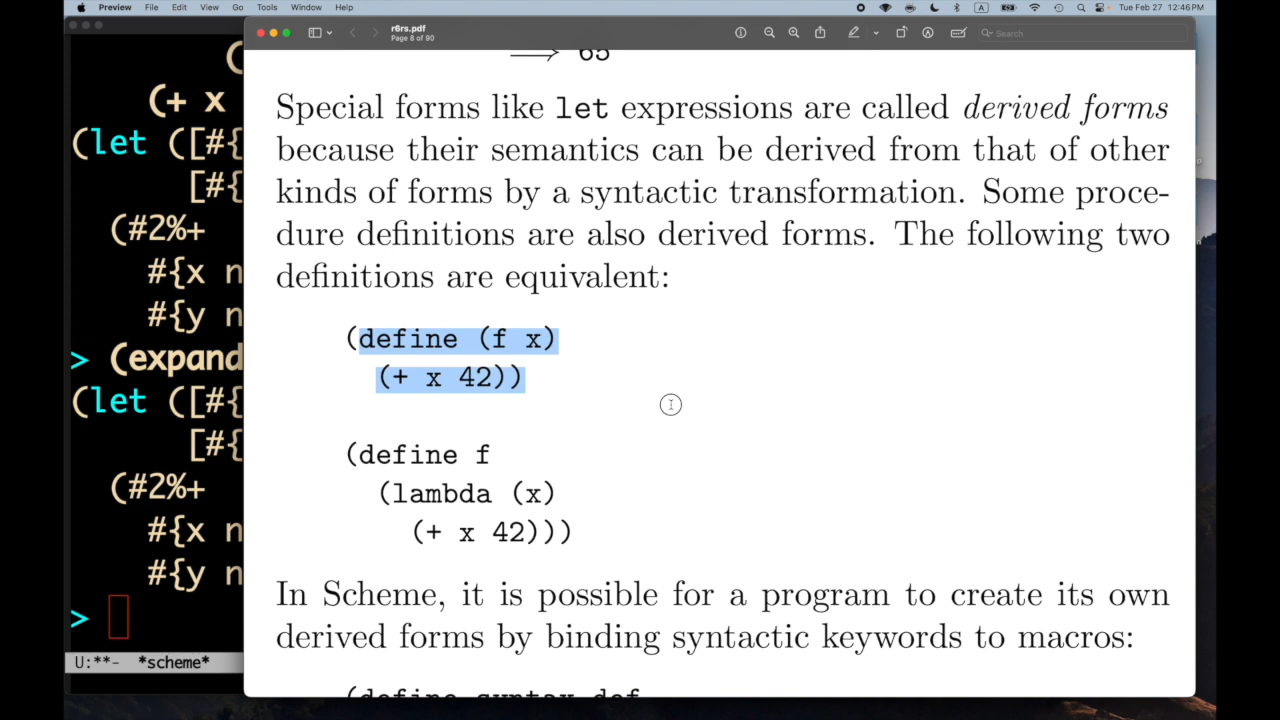 Preview File Edit View Go Tools Window Help Tue Feb 27 12:46 PM
r6rs.pdf
Page 8 of 90
Search
65
Special forms like let expressions are called derived forms
because their semantics can be derived from that of other
kinds of forms by a syntactic transformation. Some proce-
dure definitions are also derived forms. The following two
definitions are equivalent:
(define (f x)
(+ x 42))
(define f
(lambda (x)
(+ x 42)))
In Scheme, it is possible for a program to create its own
derived forms by binding syntactic keywords to macros:
(define-syntax def
(
(+ x
(let ([#{
[#{
(#2%+
#{x n
#{y n
> (expand
(let ([#{
[#{
(#2%+
#{x n
#{y n
>
U:**- *scheme*